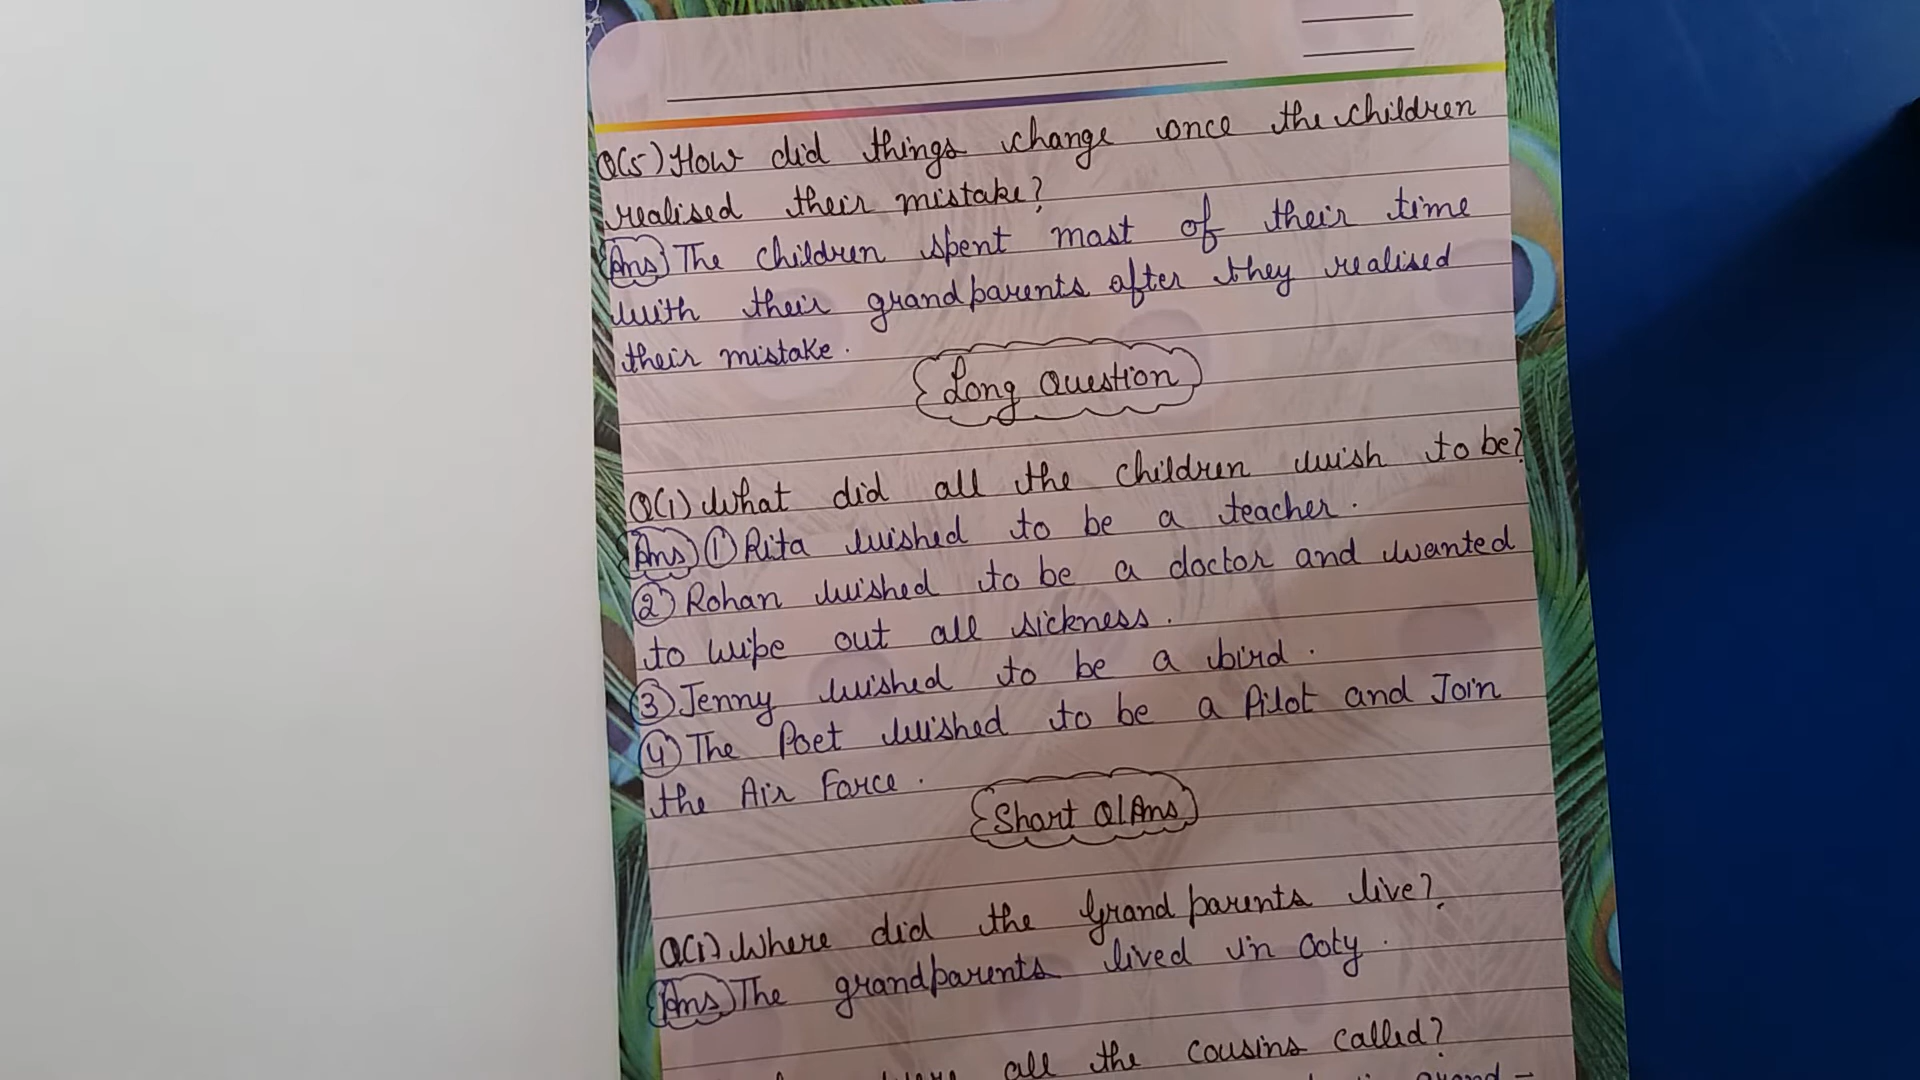 Q(5) How did things change once the children
realised their mistake?
Ans) The children spent most of their time
with their grandparents after they realised
their mistake.
Long Question
Q(1) What did all the children wish to be?
Ans) ① Rita wished to be a teacher.
② Rohan wished to be a doctor and wanted
to wipe out all sickness.
③ Jenny wished to be a bird.
④ The Poet wished to be a Pilot and Join
the Air Force.
Short Q/Ans
Q(1) Where did the Grandparents live?
Ans) The grandparents lived in Ooty.
all the cousins called?
grand-